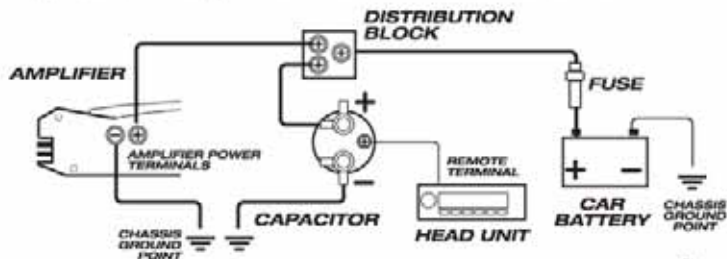 DISTRIBUTION
BLOCK
AMPLIFIER
FUSE
+
AMPLIFIER POWER
TERMINALS
REMOTE
TERMINAL
+ −
−
CAPACITOR
HEAD UNIT
CAR
BATTERY
CHASSIS
GROUND
POINT
CHASSIS
GROUND
POINT